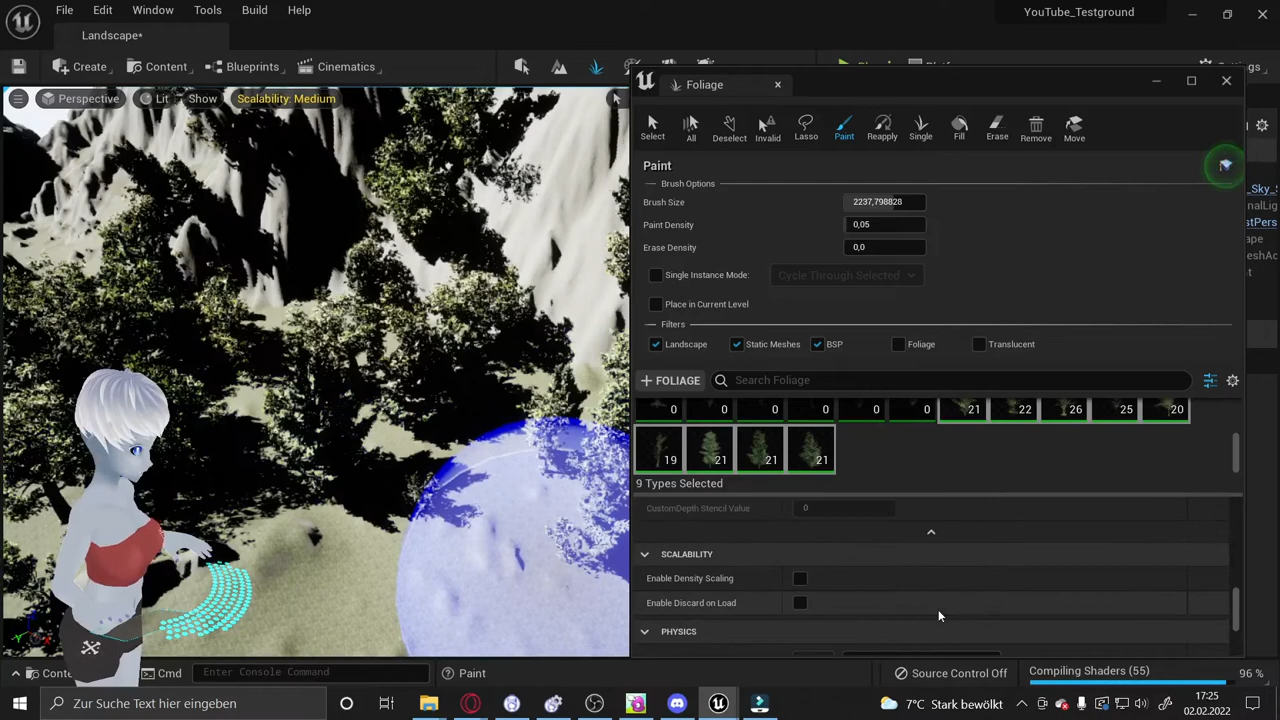 File Edit Window Tools Build Help
YouTube_Testground
Landscape*
Create Content Blueprints Cinematics
Perspective Lit Show Scalability: Medium
Foliage
Select All Deselect Invalid Lasso Paint Reapply Single Fill Erase Remove Move
Paint
Brush Options
Brush Size 2237,798828
Paint Density 0,05
Erase Density 0,0
Single Instance Mode: Cycle Through Selected
Place in Current Level
Filters
Landscape Static Meshes BSP Foliage Translucent
FOLIAGE Search Foliage
0 0 0 0 0 0 21 22 26 25 20
19 21 21 21
9 Types Selected
CustomDepth Stencil Value 0
SCALABILITY
Enable Density Scaling
Enable Discard on Load
PHYSICS
Cmd Enter Console Command Paint Source Control Off Compiling Shaders (55) 96 %
Zur Suche Text hier eingeben 7°C Stark bewölkt 17:25
02.02.2022